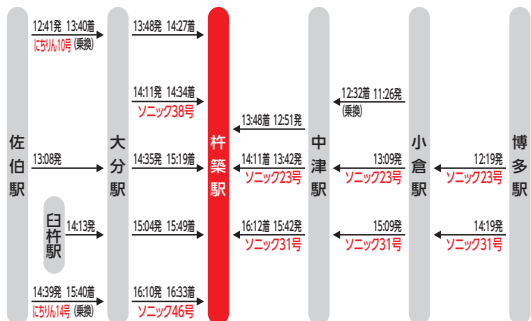 12:41発 13:40着
にちりん10号 (乗換)
13:48発 14:27着
14:11発 14:34着
ソニック38号
12:32着 11:26発
(乗換)
13:48着 12:51発
佐伯駅
大分駅
杵築駅
中津駅
小倉駅
博多駅
13:08発
14:35発 15:19着
14:11着 13:42発
ソニック23号
13:09発
ソニック23号
12:19発
ソニック23号
臼杵駅
14:13発
15:04発 15:49着
16:12着 15:42発
ソニック31号
15:09発
ソニック31号
14:19発
ソニック31号
14:39発 15:40着
にちりん14号 (乗換)
16:10発 16:33着
ソニック46号